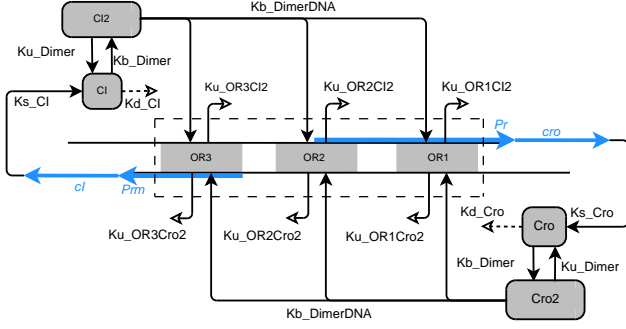 CI2
Kb_DimerDNA
Ku_Dimer
Kb_Dimer
CI
Ks_CI
Kd_CI
Ku_OR3CI2
Ku_OR2CI2
Ku_OR1CI2
Pr
cro
OR3
OR2
OR1
cI
Prm
Ku_OR3Cro2
Ku_OR2Cro2
Ku_OR1Cro2
Kd_Cro
Cro
Ks_Cro
Kb_Dimer
Ku_Dimer
Cro2
Kb_DimerDNA